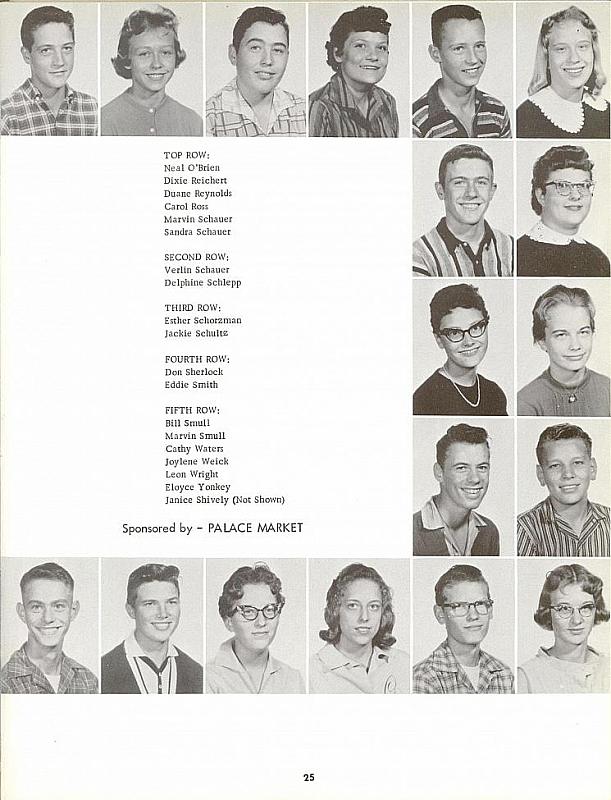 TOP ROW:
Neal O'Brien
Dixie Reichert
Duane Reynolds
Carol Ross
Marvin Schauer
Sandra Schauer
SECOND ROW:
Verlin Schauer
Delphine Schlepp
THIRD ROW:
Esther Schorzman
Jackie Schultz
FOURTH ROW:
Don Sherlock
Eddie Smith
FIFTH ROW:
Bill Smull
Marvin Smull
Cathy Waters
Joylene Weick
Leon Wright
Eloyce Yonkey
Janice Shively (Not Shown)
Sponsored by - PALACE MARKET
25